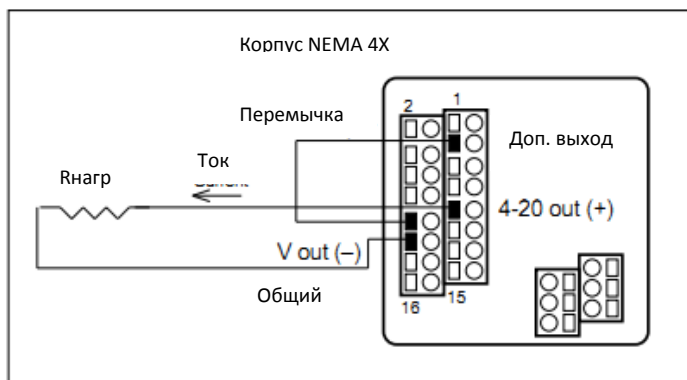 Корпус NEMA 4X
2
1
Перемычка
Доп. выход
Ток
Rнагр
4-20 out (+)
V out (–)
Общий
16
15